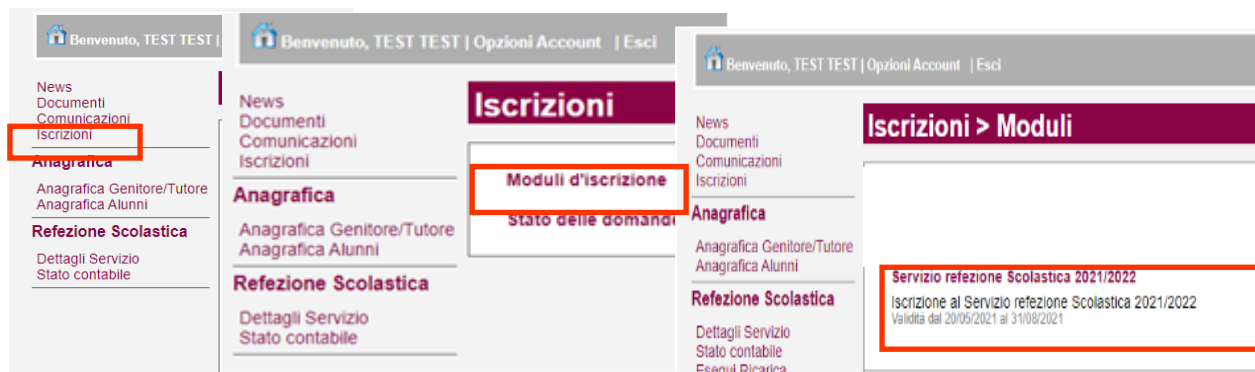 Benvenuto, TEST TEST |
News
Documenti
Comunicazioni
Iscrizioni
Anagrafica
Anagrafica Genitore/Tutore
Anagrafica Alunni
Refezione Scolastica
Dettagli Servizio
Stato contabile
Benvenuto, TEST TEST | Opzioni Account | Esci
News
Documenti
Comunicazioni
Iscrizioni
Anagrafica
Anagrafica Genitore/Tutore
Anagrafica Alunni
Refezione Scolastica
Dettagli Servizio
Stato contabile
Iscrizioni
Moduli d'iscrizione
Stato delle domande
Benvenuto, TEST TEST | Opzioni Account | Esci
News
Documenti
Comunicazioni
Iscrizioni
Anagrafica
Anagrafica Genitore/Tutore
Anagrafica Alunni
Refezione Scolastica
Dettagli Servizio
Stato contabile
Esegui Ricarica
Iscrizioni > Moduli
Servizio refezione Scolastica 2021/2022
Iscrizione al Servizio refezione Scolastica 2021/2022
Validità dal 20/05/2021 al 31/08/2021